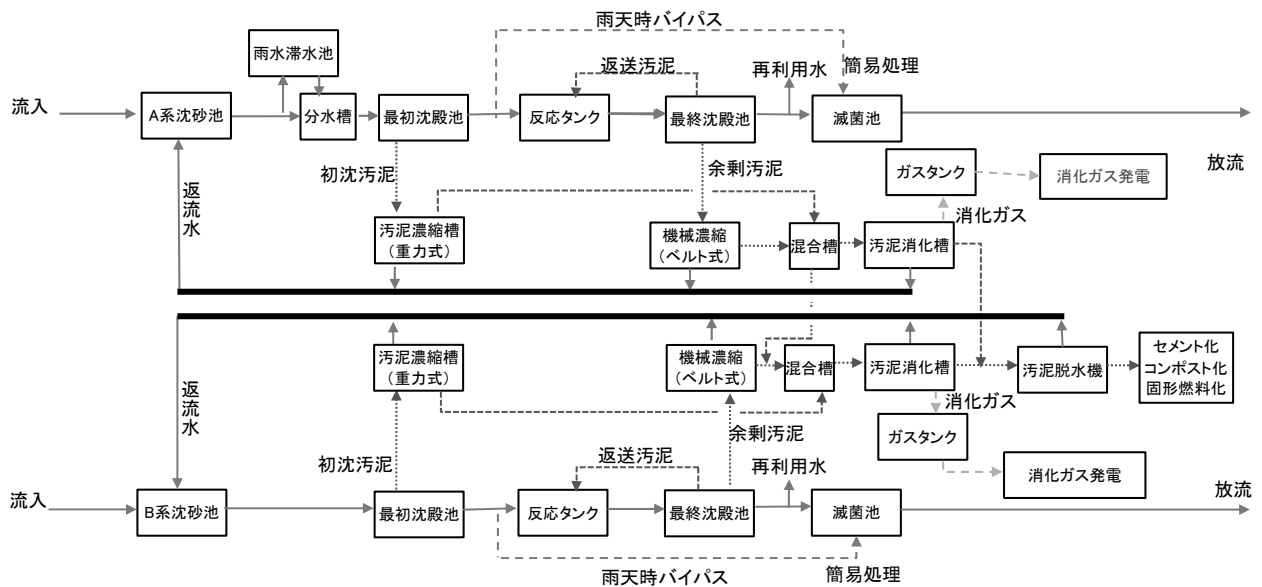 雨天時バイパス
雨水滞水池
返送汚泥
再利用水
簡易処理
流入
A系沈砂池
分水槽
最初沈殿池
反応タンク
最終沈殿池
滅菌池
放流
初沈汚泥
余剰汚泥
ガスタンク
消化ガス発電
返流水
消化ガス
汚泥濃縮槽
(重力式)
機械濃縮
(ベルト式)
混合槽
汚泥消化槽
汚泥濃縮槽
(重力式)
機械濃縮
(ベルト式)
混合槽
汚泥消化槽
汚泥脱水機
セメント化
コンポスト化
固形燃料化
返流水
消化ガス
ガスタンク
初沈汚泥
返送汚泥
余剰汚泥
再利用水
消化ガス発電
流入
B系沈砂池
最初沈殿池
反応タンク
最終沈殿池
滅菌池
放流
雨天時バイパス
簡易処理